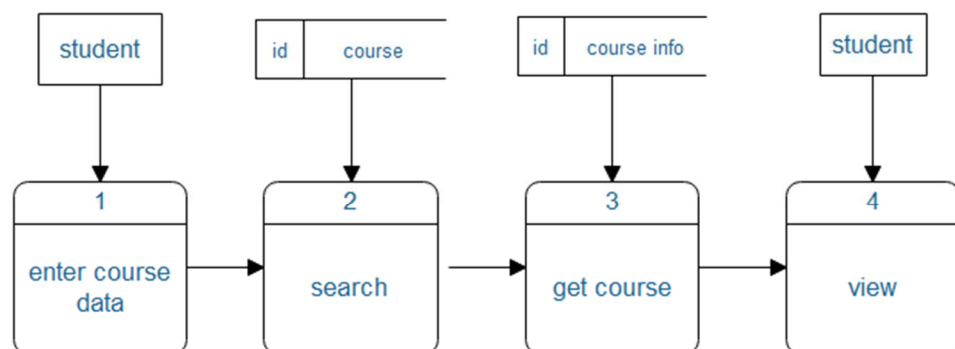 student
id course
id course info
student
1
2
3
4
enter course
data
search
get course
view